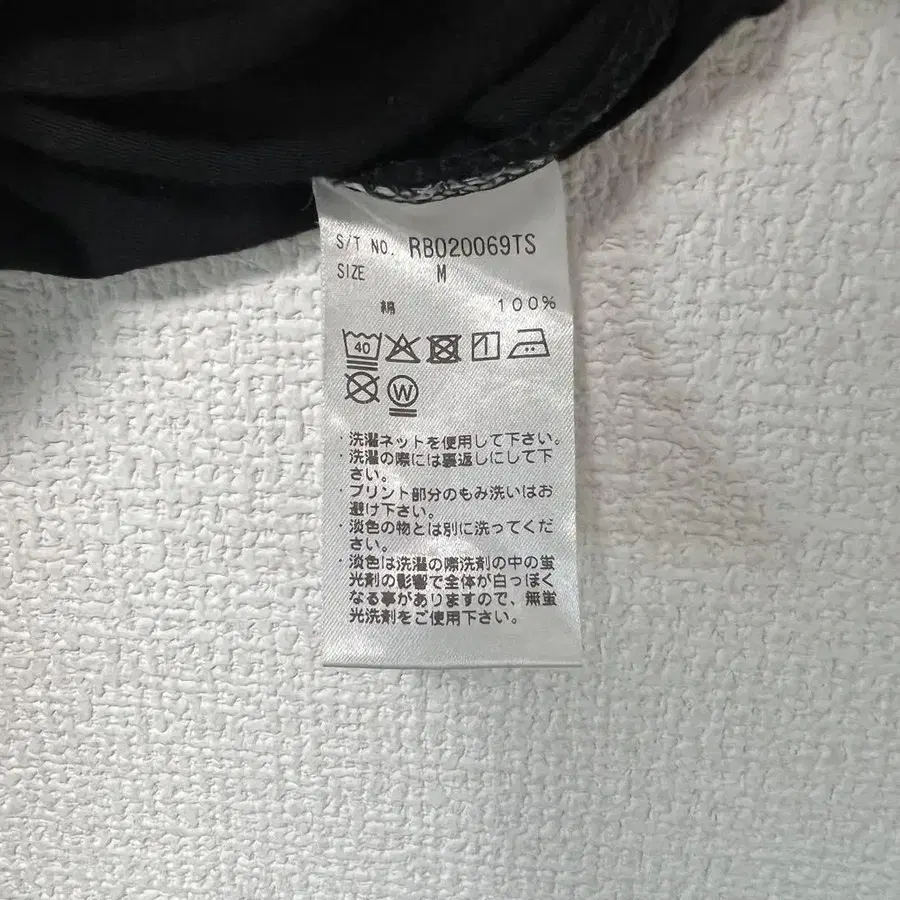 S/T NO. RB020069TS
SIZE M
綿 100%
40
W
・洗濯ネットを使用して下さい。
・洗濯の際には裏返しにして下
さい。
・プリント部分のもみ洗いはお
避け下さい。
・淡色の物とは別に洗ってくだ
さい。
・淡色は洗濯の際洗剤の中の蛍
光剤の影響で全体が白っぽく
なる事がありますので、無蛍
光洗剤をご使用下さい。